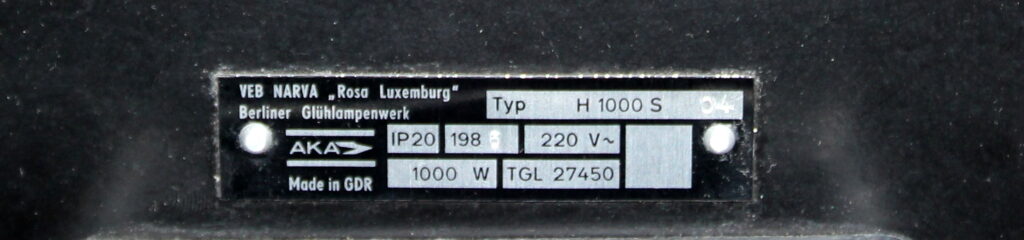 VEB NARVA „Rosa Luxemburg"
Berliner Glühlampenwerk
Typ H 1000 S 04
AKA IP20 198 220 V~
1000 W TGL 27450
Made in GDR